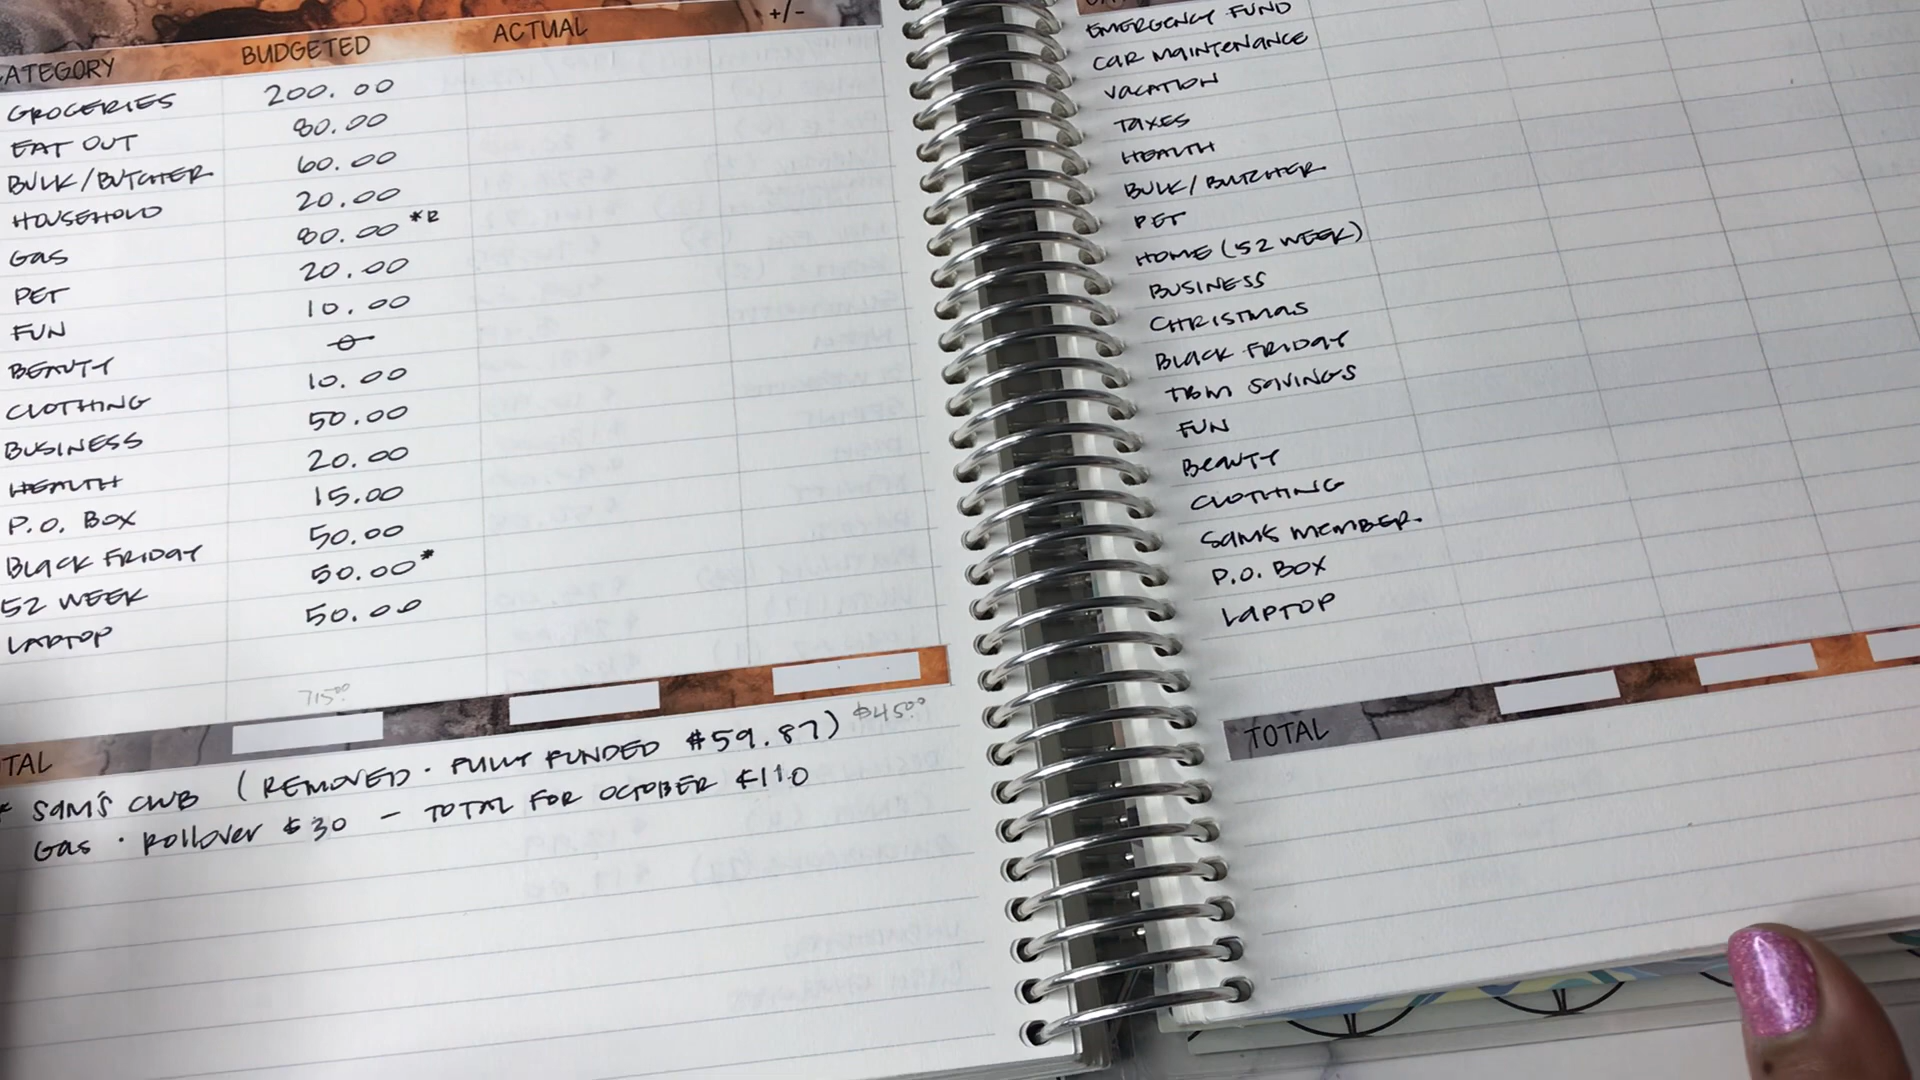 ATEGORY BUDGETED ACTUAL +/-
GROCERIES 200.00
EAT OUT 80.00
BULK/BUTCHER 60.00
HOUSEHOLD 20.00
GAS 80.00 *R
PET 20.00
FUN 10.00
BEAUTY 0
CLOTHING 10.00
BUSINESS 50.00
HEALTH 20.00
P.O. BOX 15.00
BLACK FRIDAY 50.00
52 WEEK 50.00*
LAPTOP 50.00
715.00
TAL
* SAM'S CLUB (REMOVED · FULLY FUNDED $59.87) $45.00
GAS · ROLLOVER $30 - TOTAL FOR OCTOBER $110
EMERGENCY FUND
CAR MAINTENANCE
VACATION
TAXES
HEALTH
BULK/BUTCHER
PET
HOME (52 WEEK)
BUSINESS
CHRISTMAS
BLACK FRIDAY
TBM SAVINGS
FUN
BEAUTY
CLOTHING
SAM'S MEMBER.
P.O. BOX
LAPTOP
TOTAL